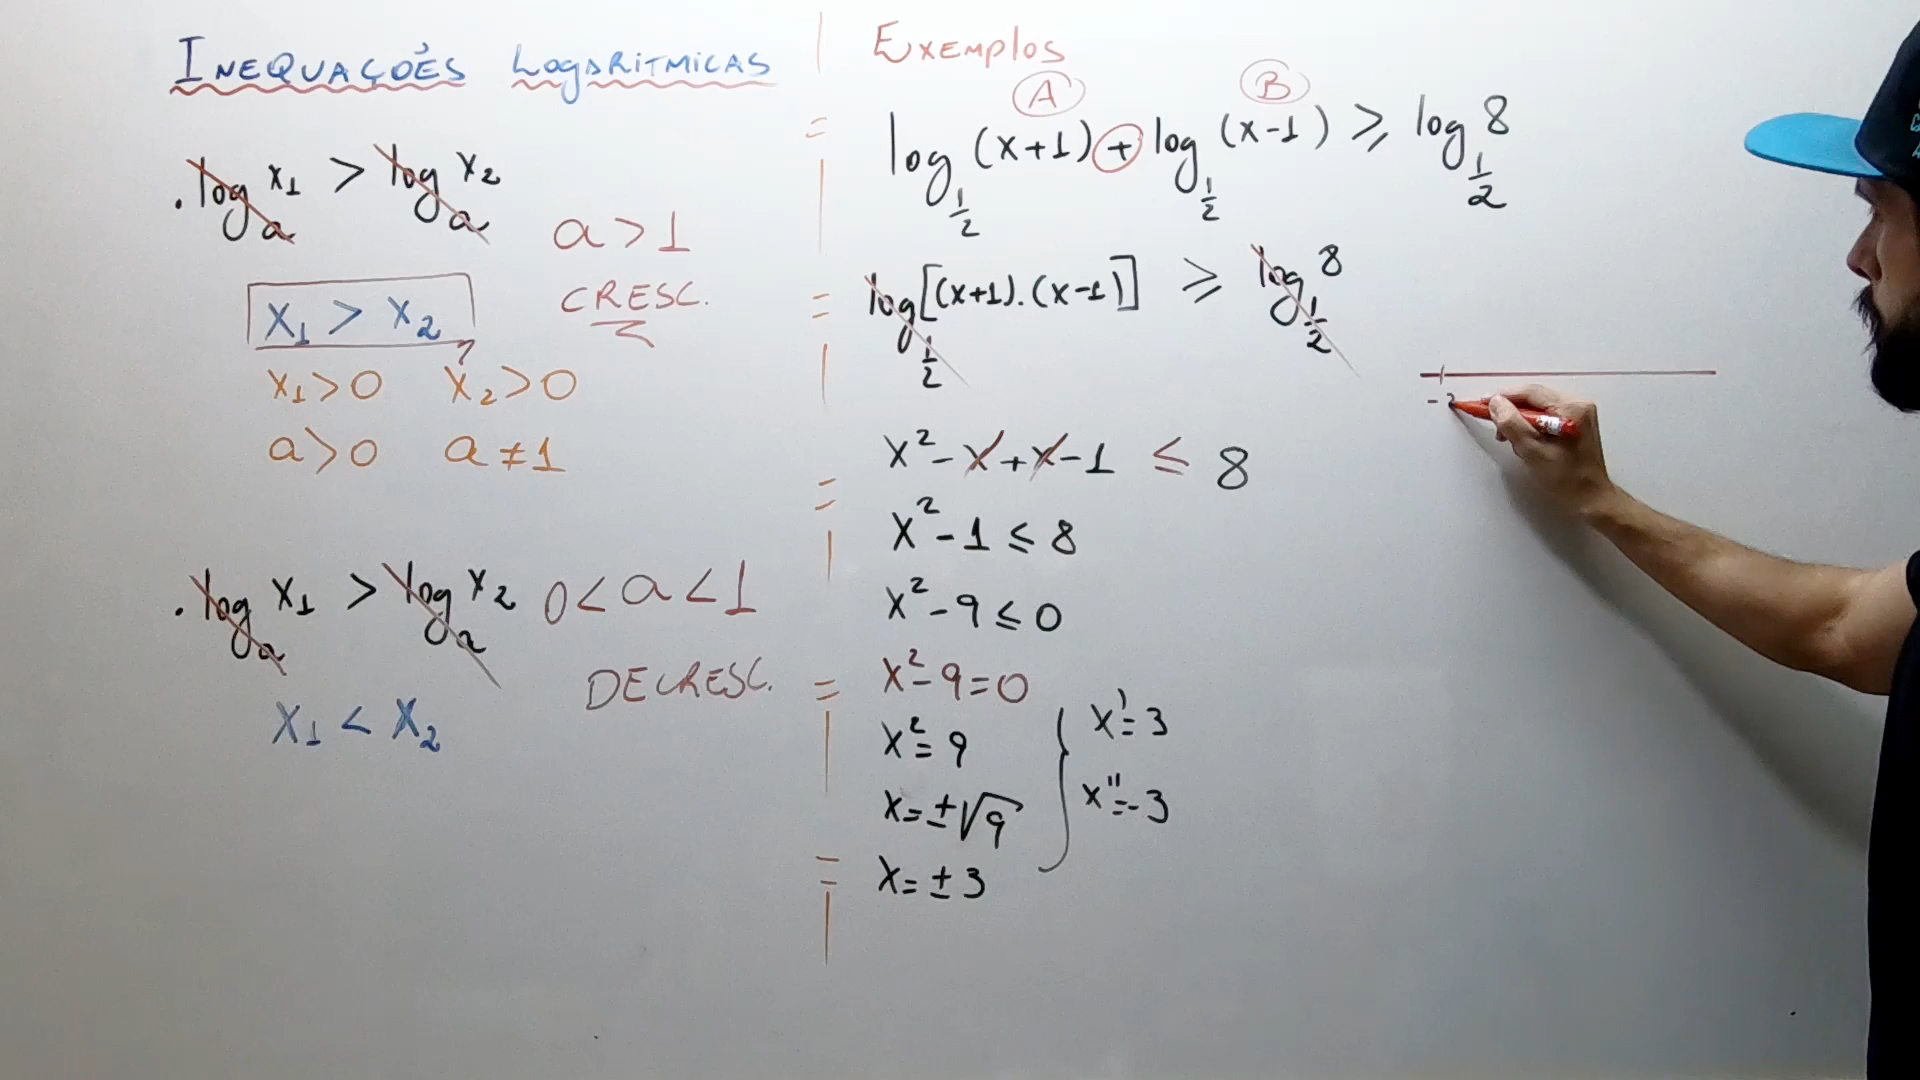 INEQUAÇÕES LOGARITMICAS
. log_a x₁ > log_a x₂
a > 1
x₁ > x₂
CRESC.
x₁ > 0 x₂ > 0
a > 0 a ≠ 1
. log_a x₁ > log_a x₂ 0 < a < 1
DECRESC.
x₁ < x₂
EXEMPLOS
A B
log_{1/2} (x+1) + log_{1/2} (x-1) ≥ log_{1/2} 8
log_{1/2} [(x+1).(x-1)] ≥ log_{1/2} 8
x² - x + x - 1 ≤ 8
x² - 1 ≤ 8
x² - 9 ≤ 0
x² - 9 = 0
x² = 9
x = ±√9
x = ± 3
x' = 3
x'' = -3